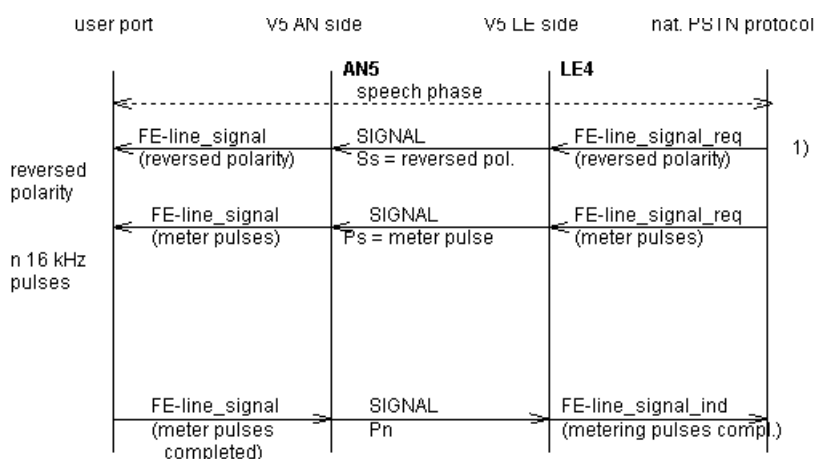 user port V5 AN side V5 LE side nat. PSTN protocol
AN5 LE4
speech phase
FE-line_signal SIGNAL FE-line_signal_req
(reversed polarity) Ss = reversed pol. (reversed polarity) 1)
reversed
polarity
FE-line_signal SIGNAL FE-line_signal_req
(meter pulses) Ps = meter pulse (meter pulses)
n 16 kHz
pulses
FE-line_signal SIGNAL FE-line_signal_ind
(meter pulses Pn (metering pulses compl.)
completed)